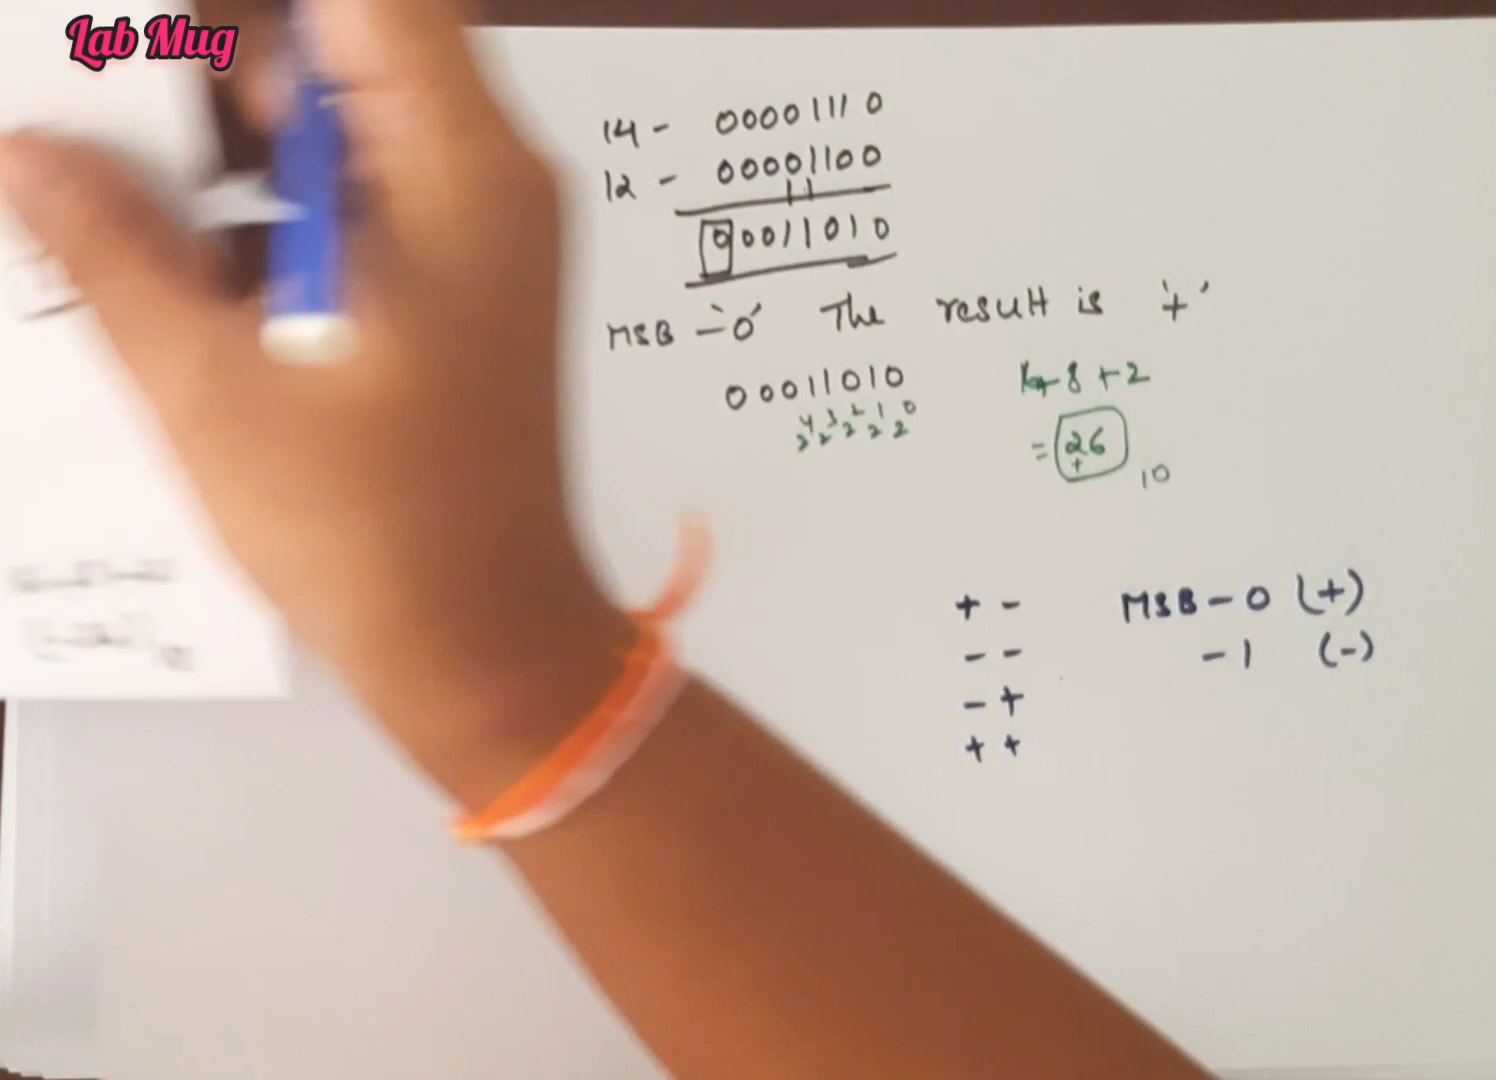 Lab Mug
14 - 00001110
12 - 00001100
11
00011010
MSB - '0' The result is '+'
00011010
2^4 2^3 2^2 2^1 2^0
16+8+2
= 26
+
10
+ - MSB - 0 (+)
- - - 1 (-)
- +
+ +